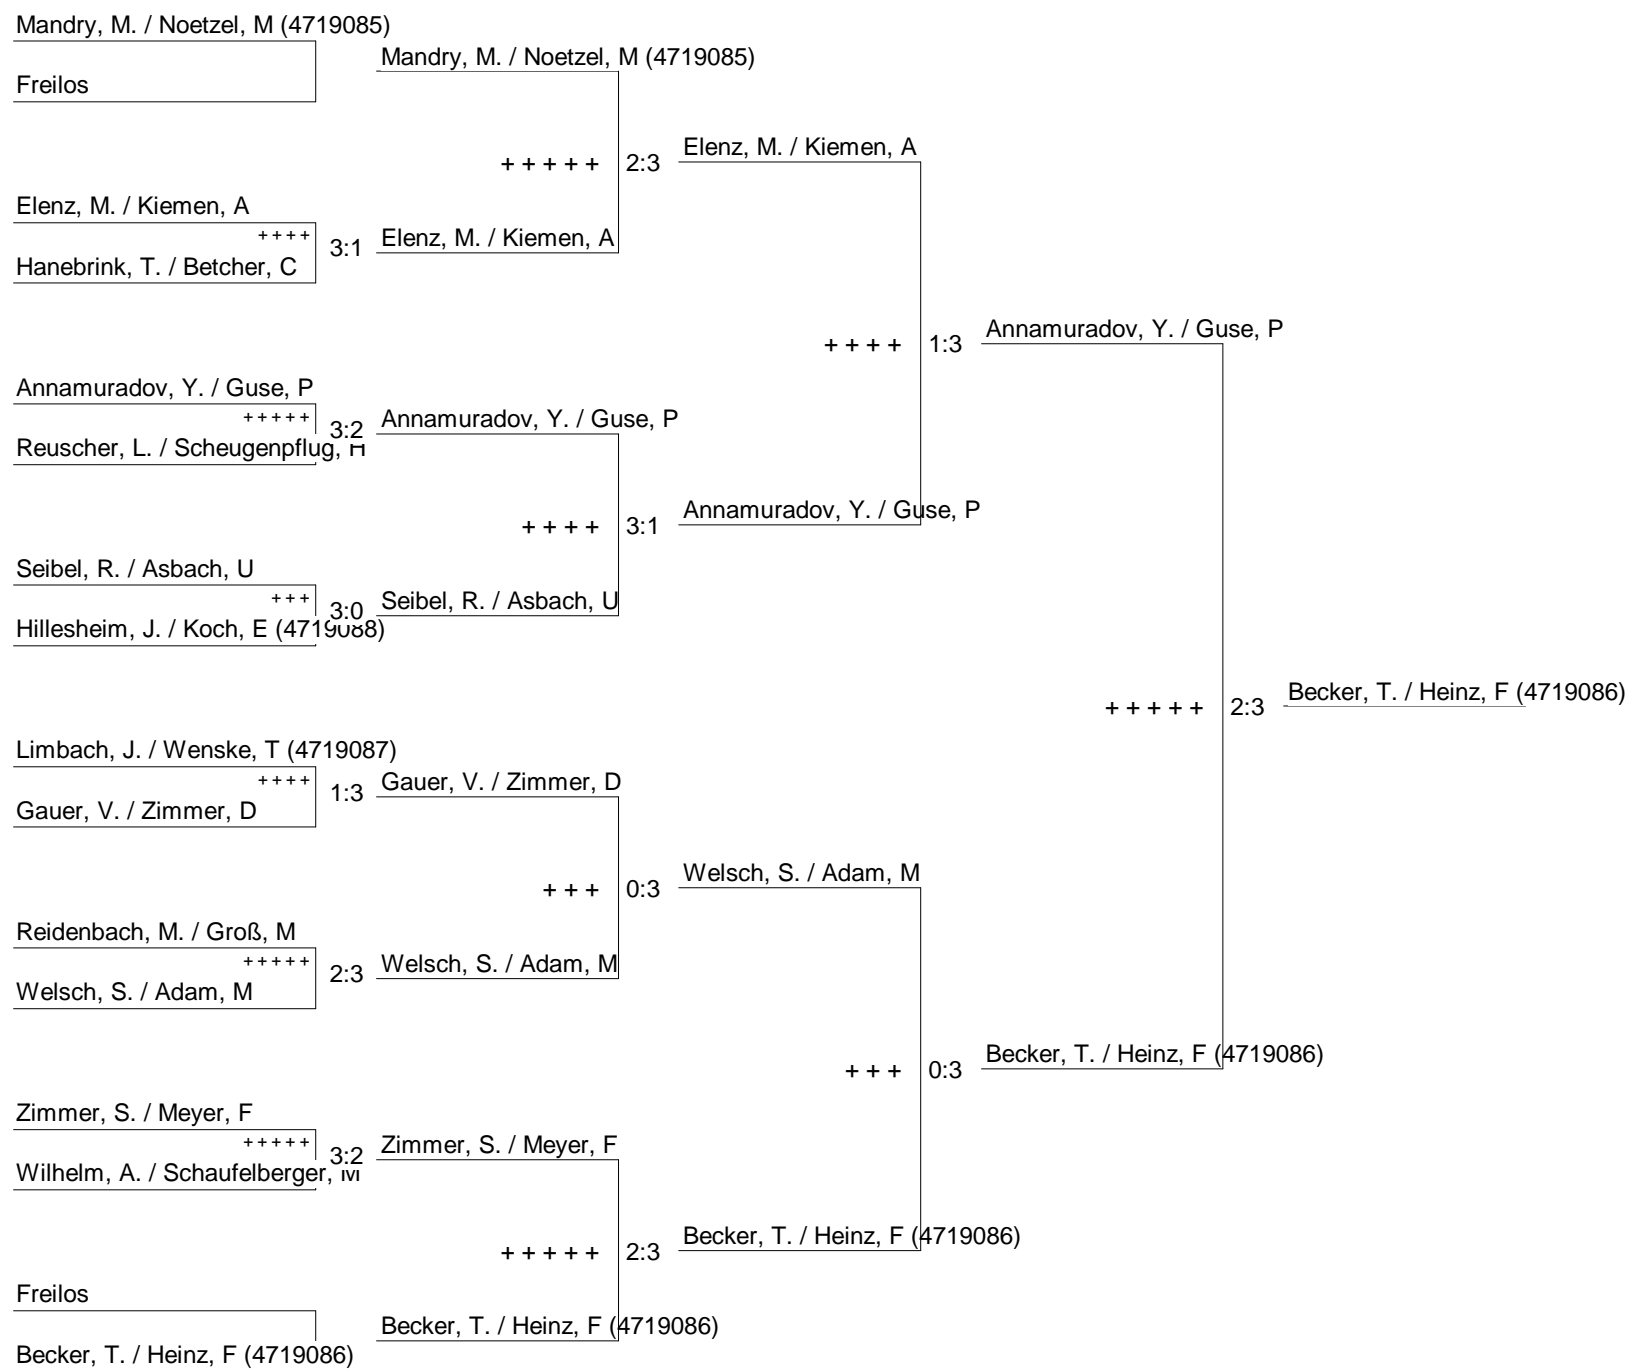 Mandry, M. / Noetzel, M (4719085)
Mandry, M. / Noetzel, M (4719085)
Freilos
Elenz, M. / Kiemen, A
+ + + + + 2:3
Elenz, M. / Kiemen, A
++++
3:1 Elenz, M. / Kiemen, A
Hanebrink, T. / Betcher, C
Annamuradov, Y. / Guse, P
+ + + + 1:3
Annamuradov, Y. / Guse, P
+++++
3:2 Annamuradov, Y. / Guse, P
Reuscher, L. / Scheugenpflug, H
Annamuradov, Y. / Guse, P
+ + + + 3:1
Seibel, R. / Asbach, U
+++
3:0 Seibel, R. / Asbach, U
Hillesheim, J. / Koch, E (4719088)
Becker, T. / Heinz, F (4719086)
+ + + + + 2:3
Limbach, J. / Wenske, T (4719087)
++++
1:3 Gauer, V. / Zimmer, D
Gauer, V. / Zimmer, D
Welsch, S. / Adam, M
+ + + 0:3
Reidenbach, M. / Groß, M
+++++
2:3 Welsch, S. / Adam, M
Welsch, S. / Adam, M
Becker, T. / Heinz, F (4719086)
+ + + 0:3
Zimmer, S. / Meyer, F
+++++
3:2 Zimmer, S. / Meyer, F
Wilhelm, A. / Schaufelberger, M
Becker, T. / Heinz, F (4719086)
+ + + + + 2:3
Freilos
Becker, T. / Heinz, F (4719086)
Becker, T. / Heinz, F (4719086)